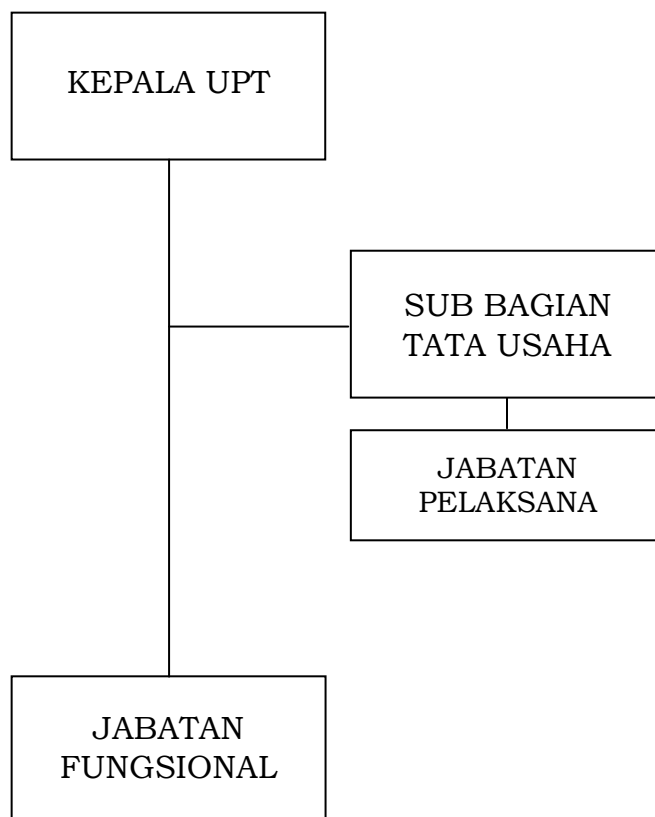 KEPALA UPT
SUB BAGIAN
TATA USAHA
JABATAN
PELAKSANA
JABATAN
FUNGSIONAL